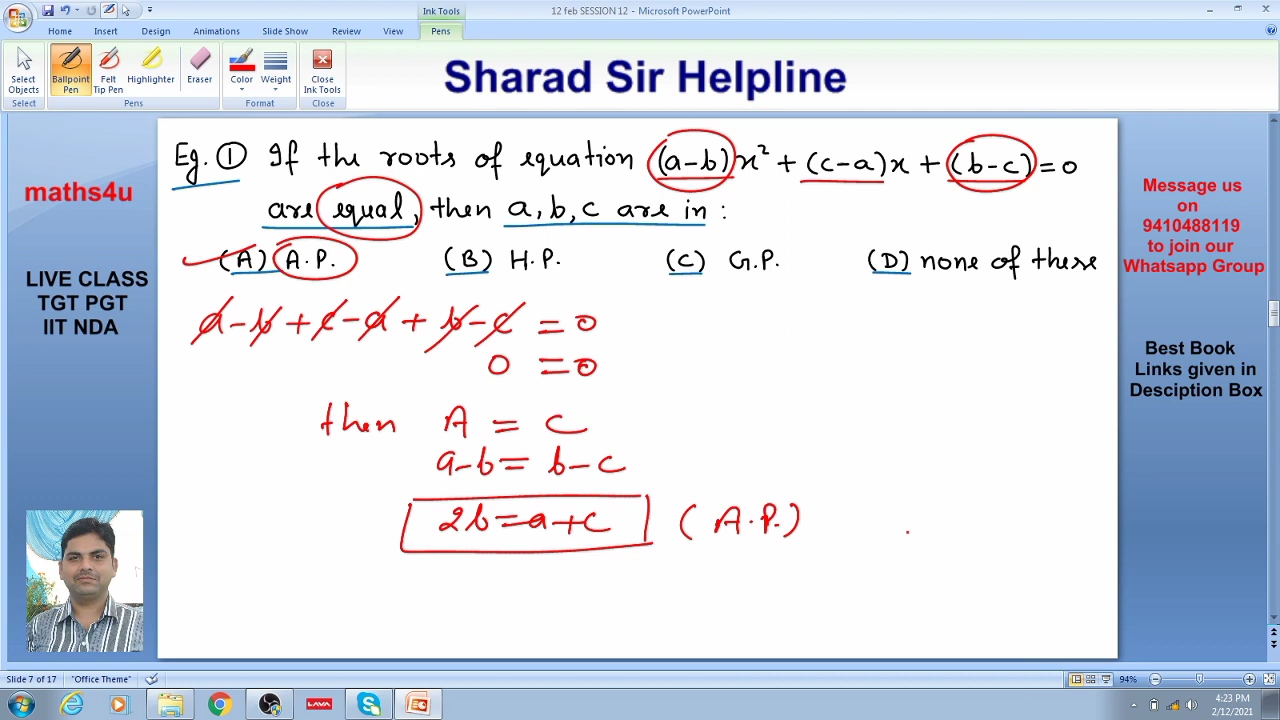 12 feb SESSION 12 - Microsoft PowerPoint
Ink Tools
Home Insert Design Animations Slide Show Review View Pens
Select Objects Ballpoint Pen Felt Tip Pen Highlighter Eraser Color Weight Close Ink Tools
Select Pens Format Close
Sharad Sir Helpline
maths4u
LIVE CLASS
TGT PGT
IIT NDA
Eg. ① If the roots of equation (a-b)x² + (c-a)x + (b-c) = 0
are equal, then a, b, c are in :
(A) A.P. (B) H.P. (C) G.P. (D) none of these
a-b + c-a + b-c = 0
0 = 0
then A = C
a-b = b-c
2b = a+c (A.P.)
Message us
on
9410488119
to join our
Whatsapp Group
Best Book
Links given in
Desciption Box
Slide 7 of 17 "Office Theme" 94%
LAVA
4:23 PM
2/12/2021